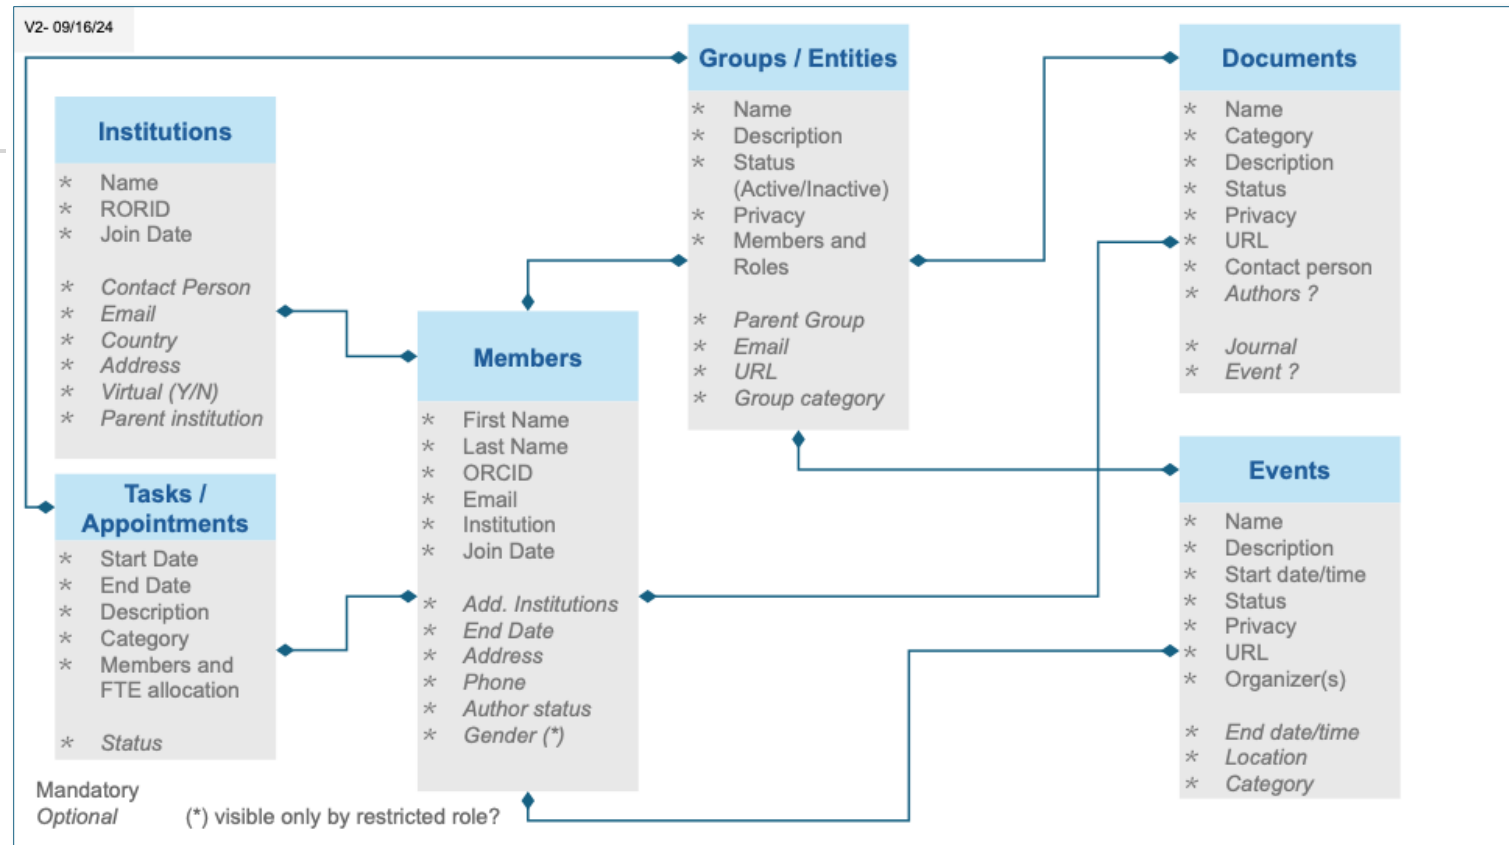 V2- 09/16/24
Institutions
* Name
* RORID
* Join Date
* Contact Person
* Email
* Country
* Address
* Virtual (Y/N)
* Parent institution
Tasks /
Appointments
* Start Date
* End Date
* Description
* Category
* Members and
FTE allocation
* Status
Members
* First Name
* Last Name
* ORCID
* Email
* Institution
* Join Date
* Add. Institutions
* End Date
* Address
* Phone
* Author status
* Gender (*)
Groups / Entities
* Name
* Description
* Status
(Active/Inactive)
* Privacy
* Members and
Roles
* Parent Group
* Email
* URL
* Group category
Documents
* Name
* Category
* Description
* Status
* Privacy
* URL
* Contact person
* Authors ?
* Journal
* Event ?
Events
* Name
* Description
* Start date/time
* Status
* Privacy
* URL
* Organizer(s)
* End date/time
* Location
* Category
Mandatory
Optional (*) visible only by restricted role?